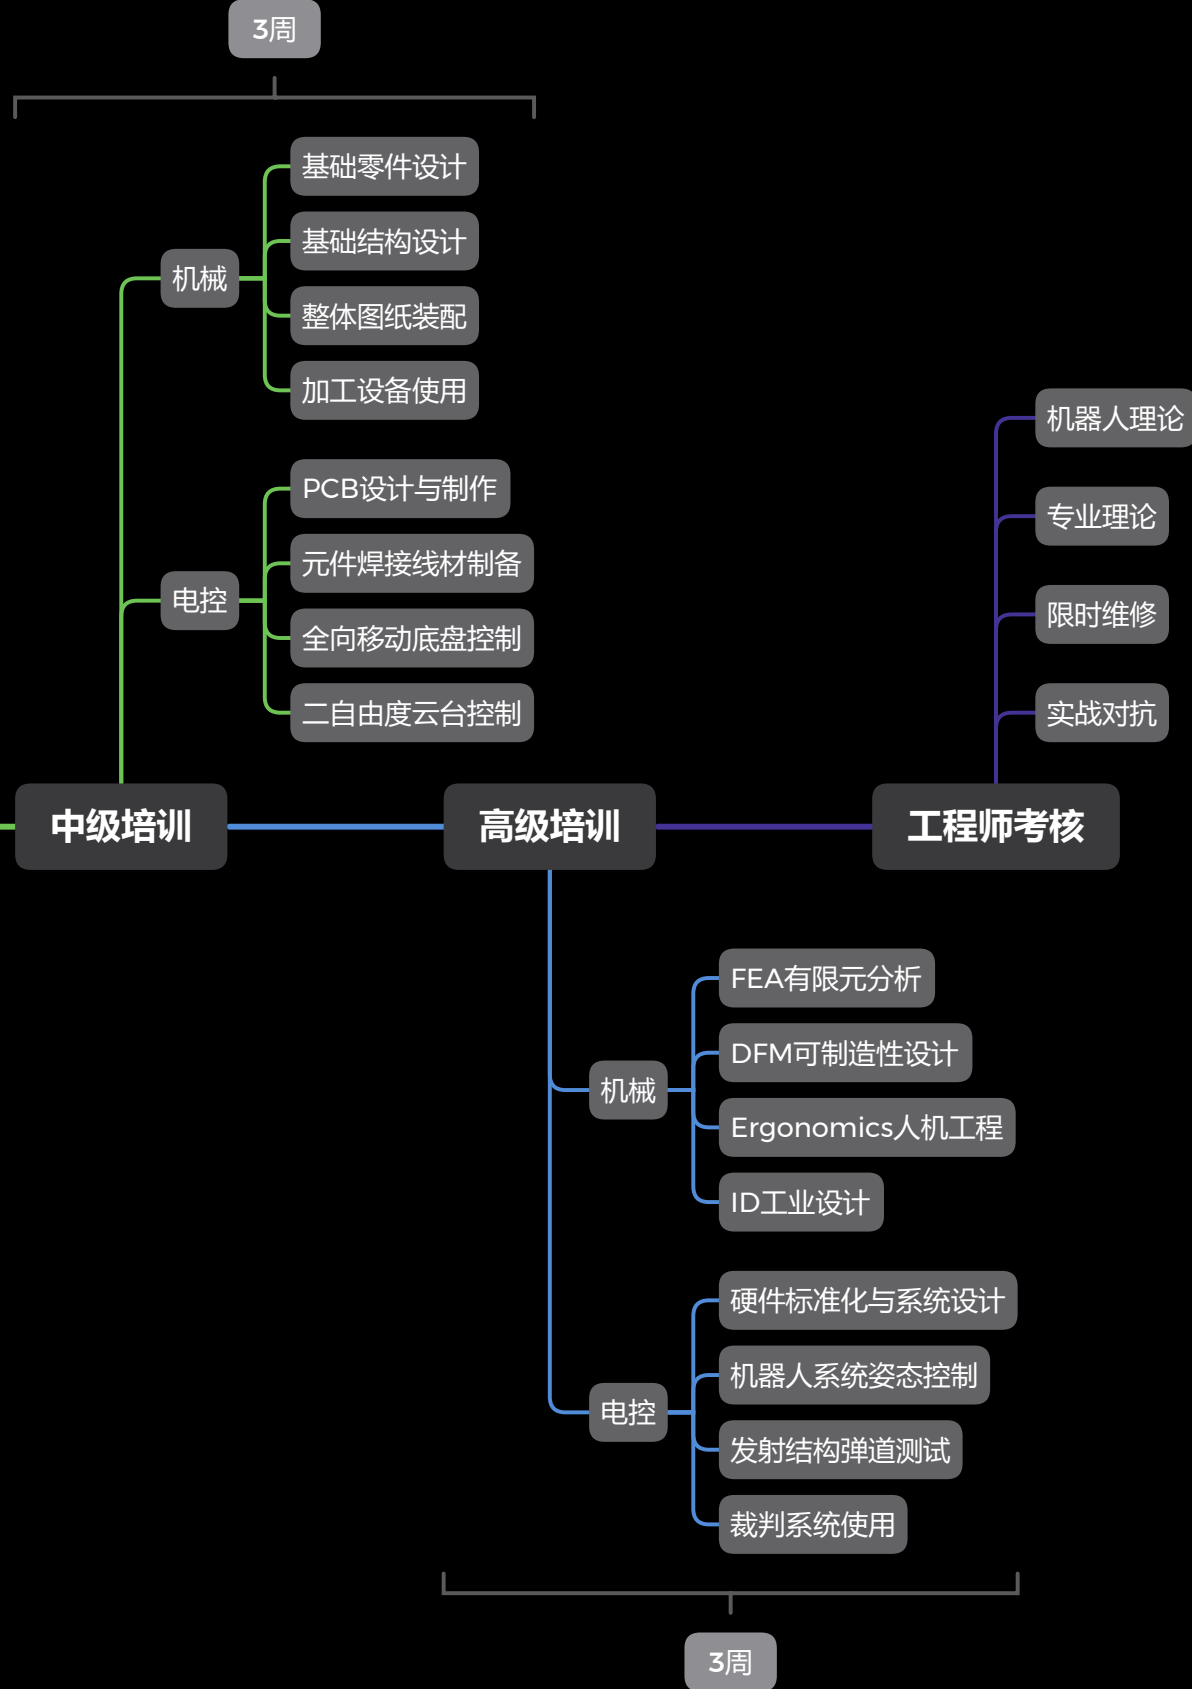 3周
基础零件设计
基础结构设计
机械
整体图纸装配
加工设备使用
PCB设计与制作
元件焊接线材制备
电控
全向移动底盘控制
二自由度云台控制
机器人理论
专业理论
限时维修
实战对抗
中级培训
高级培训
工程师考核
FEA有限元分析
DFM可制造性设计
机械
Ergonomics人机工程
ID工业设计
硬件标准化与系统设计
机器人系统姿态控制
电控
发射结构弹道测试
裁判系统使用
3周